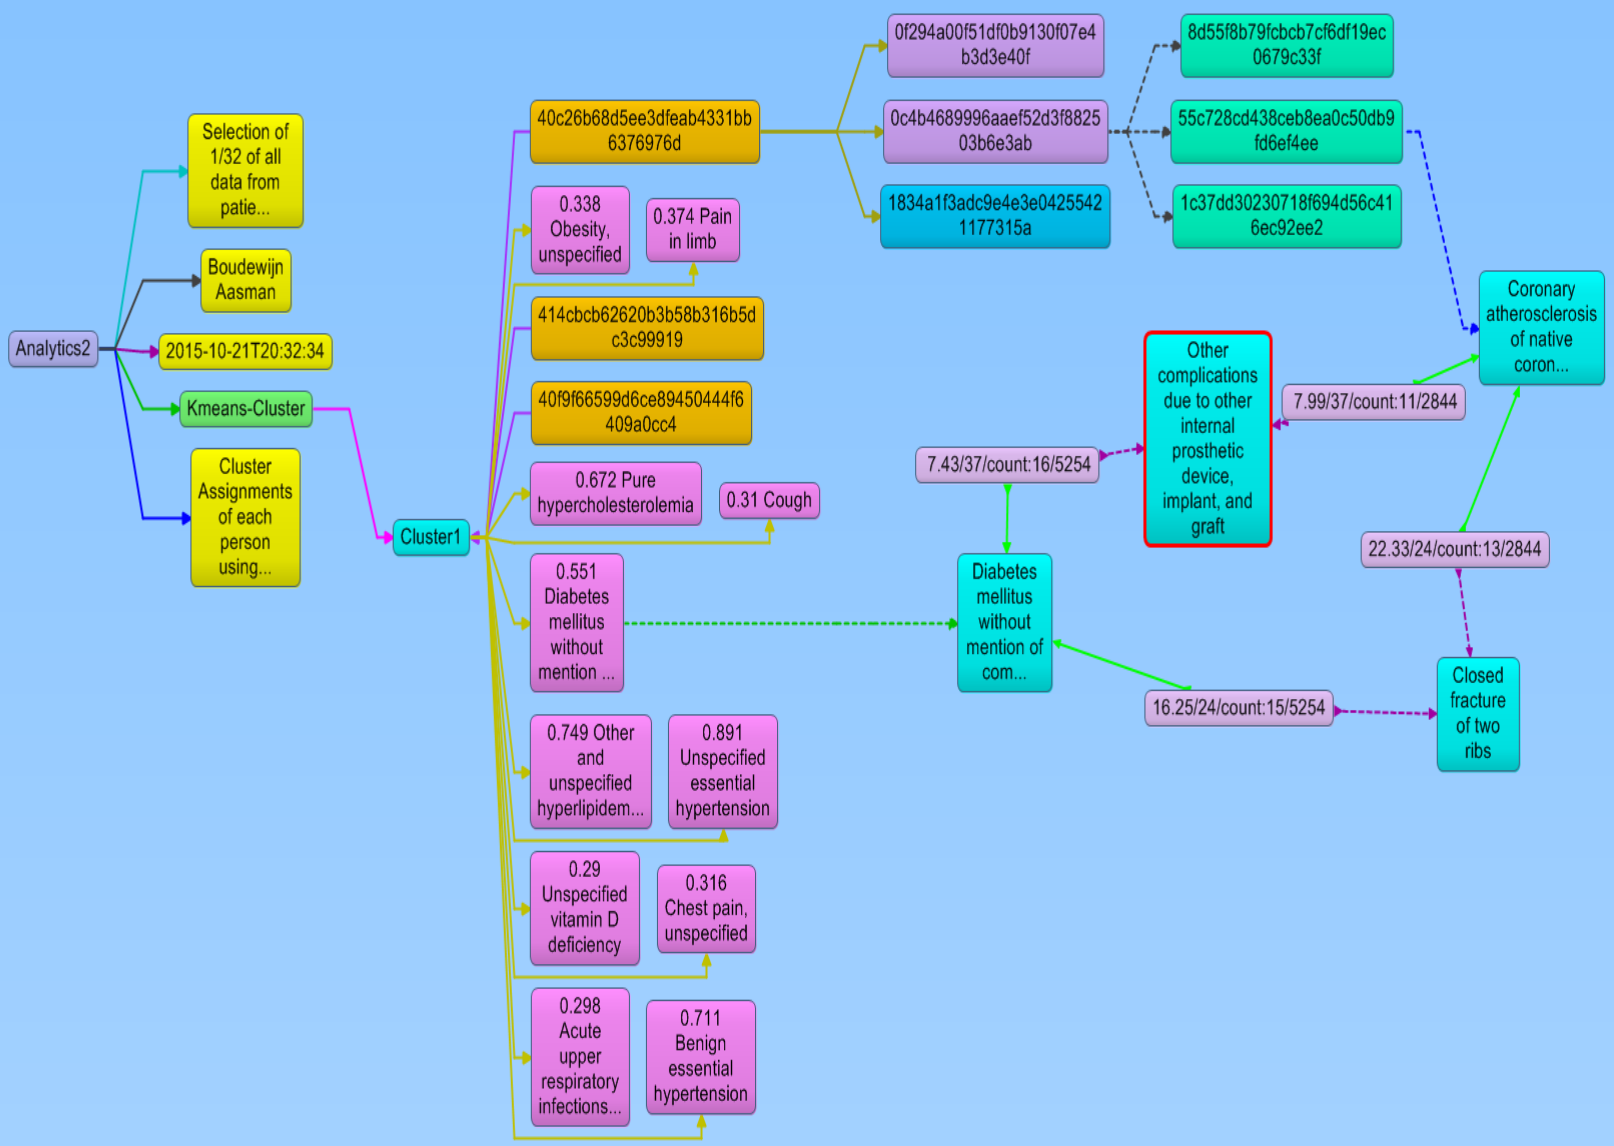 Analytics2
Selection of
1/32 of all
data from
patie...
Boudewijn
Aasman
2015-10-21T20:32:34
Kmeans-Cluster
Cluster
Assignments
of each
person
using...
Cluster1
40c26b68d5ee3dfeab4331bb
6376976d
0.338
Obesity,
unspecified
0.374 Pain
in limb
414cbcb62620b3b58b316b5d
c3c99919
40f9f66599d6ce89450444f6
409a0cc4
0.672 Pure
hypercholesterolemia
0.31 Cough
0.551
Diabetes
mellitus
without
mention ...
0.749 Other
and
unspecified
hyperlipidem...
0.891
Unspecified
essential
hypertension
0.29
Unspecified
vitamin D
deficiency
0.316
Chest pain,
unspecified
0.298
Acute
upper
respiratory
infections...
0.711
Benign
essential
hypertension
0f294a00f51df0b9130f07e4
b3d3e40f
0c4b4689996aaef52d3f8825
03b6e3ab
1834a1f3adc9e4e3e0425542
1177315a
8d55f8b79fcbcb7cf6df19ec
0679c33f
55c728cd438ceb8ea0c50db9
fd6ef4ee
1c37dd30230718f694d56c41
6ec92ee2
Coronary
atherosclerosis
of native
coron...
Other
complications
due to other
internal
prosthetic
device,
implant, and
graft
7.99/37/count:11/2844
7.43/37/count:16/5254
22.33/24/count:13/2844
Diabetes
mellitus
without
mention of
com...
16.25/24/count:15/5254
Closed
fracture
of two
ribs